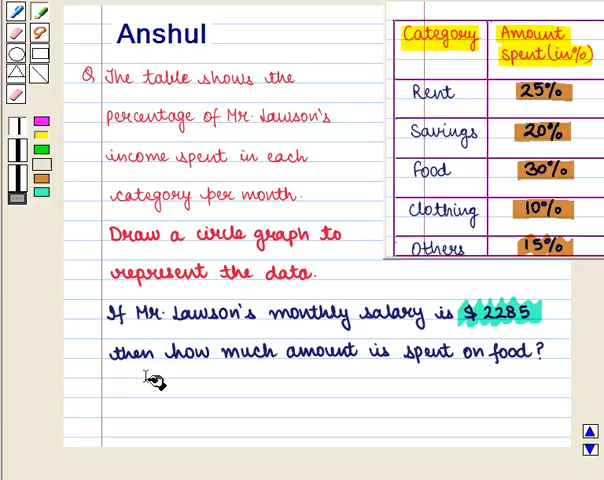 Anshul
Q The table shows the
percentage of Mr. Lawson's
income spent in each
category per month.
Draw a circle graph to
represent the data.
If Mr. Lawson's monthly salary is $ 2285
then how much amount is spent on food?
Category Amount
spent (in %)
Rent 25%
Savings 20%
Food 30%
Clothing 10%
Others 15%